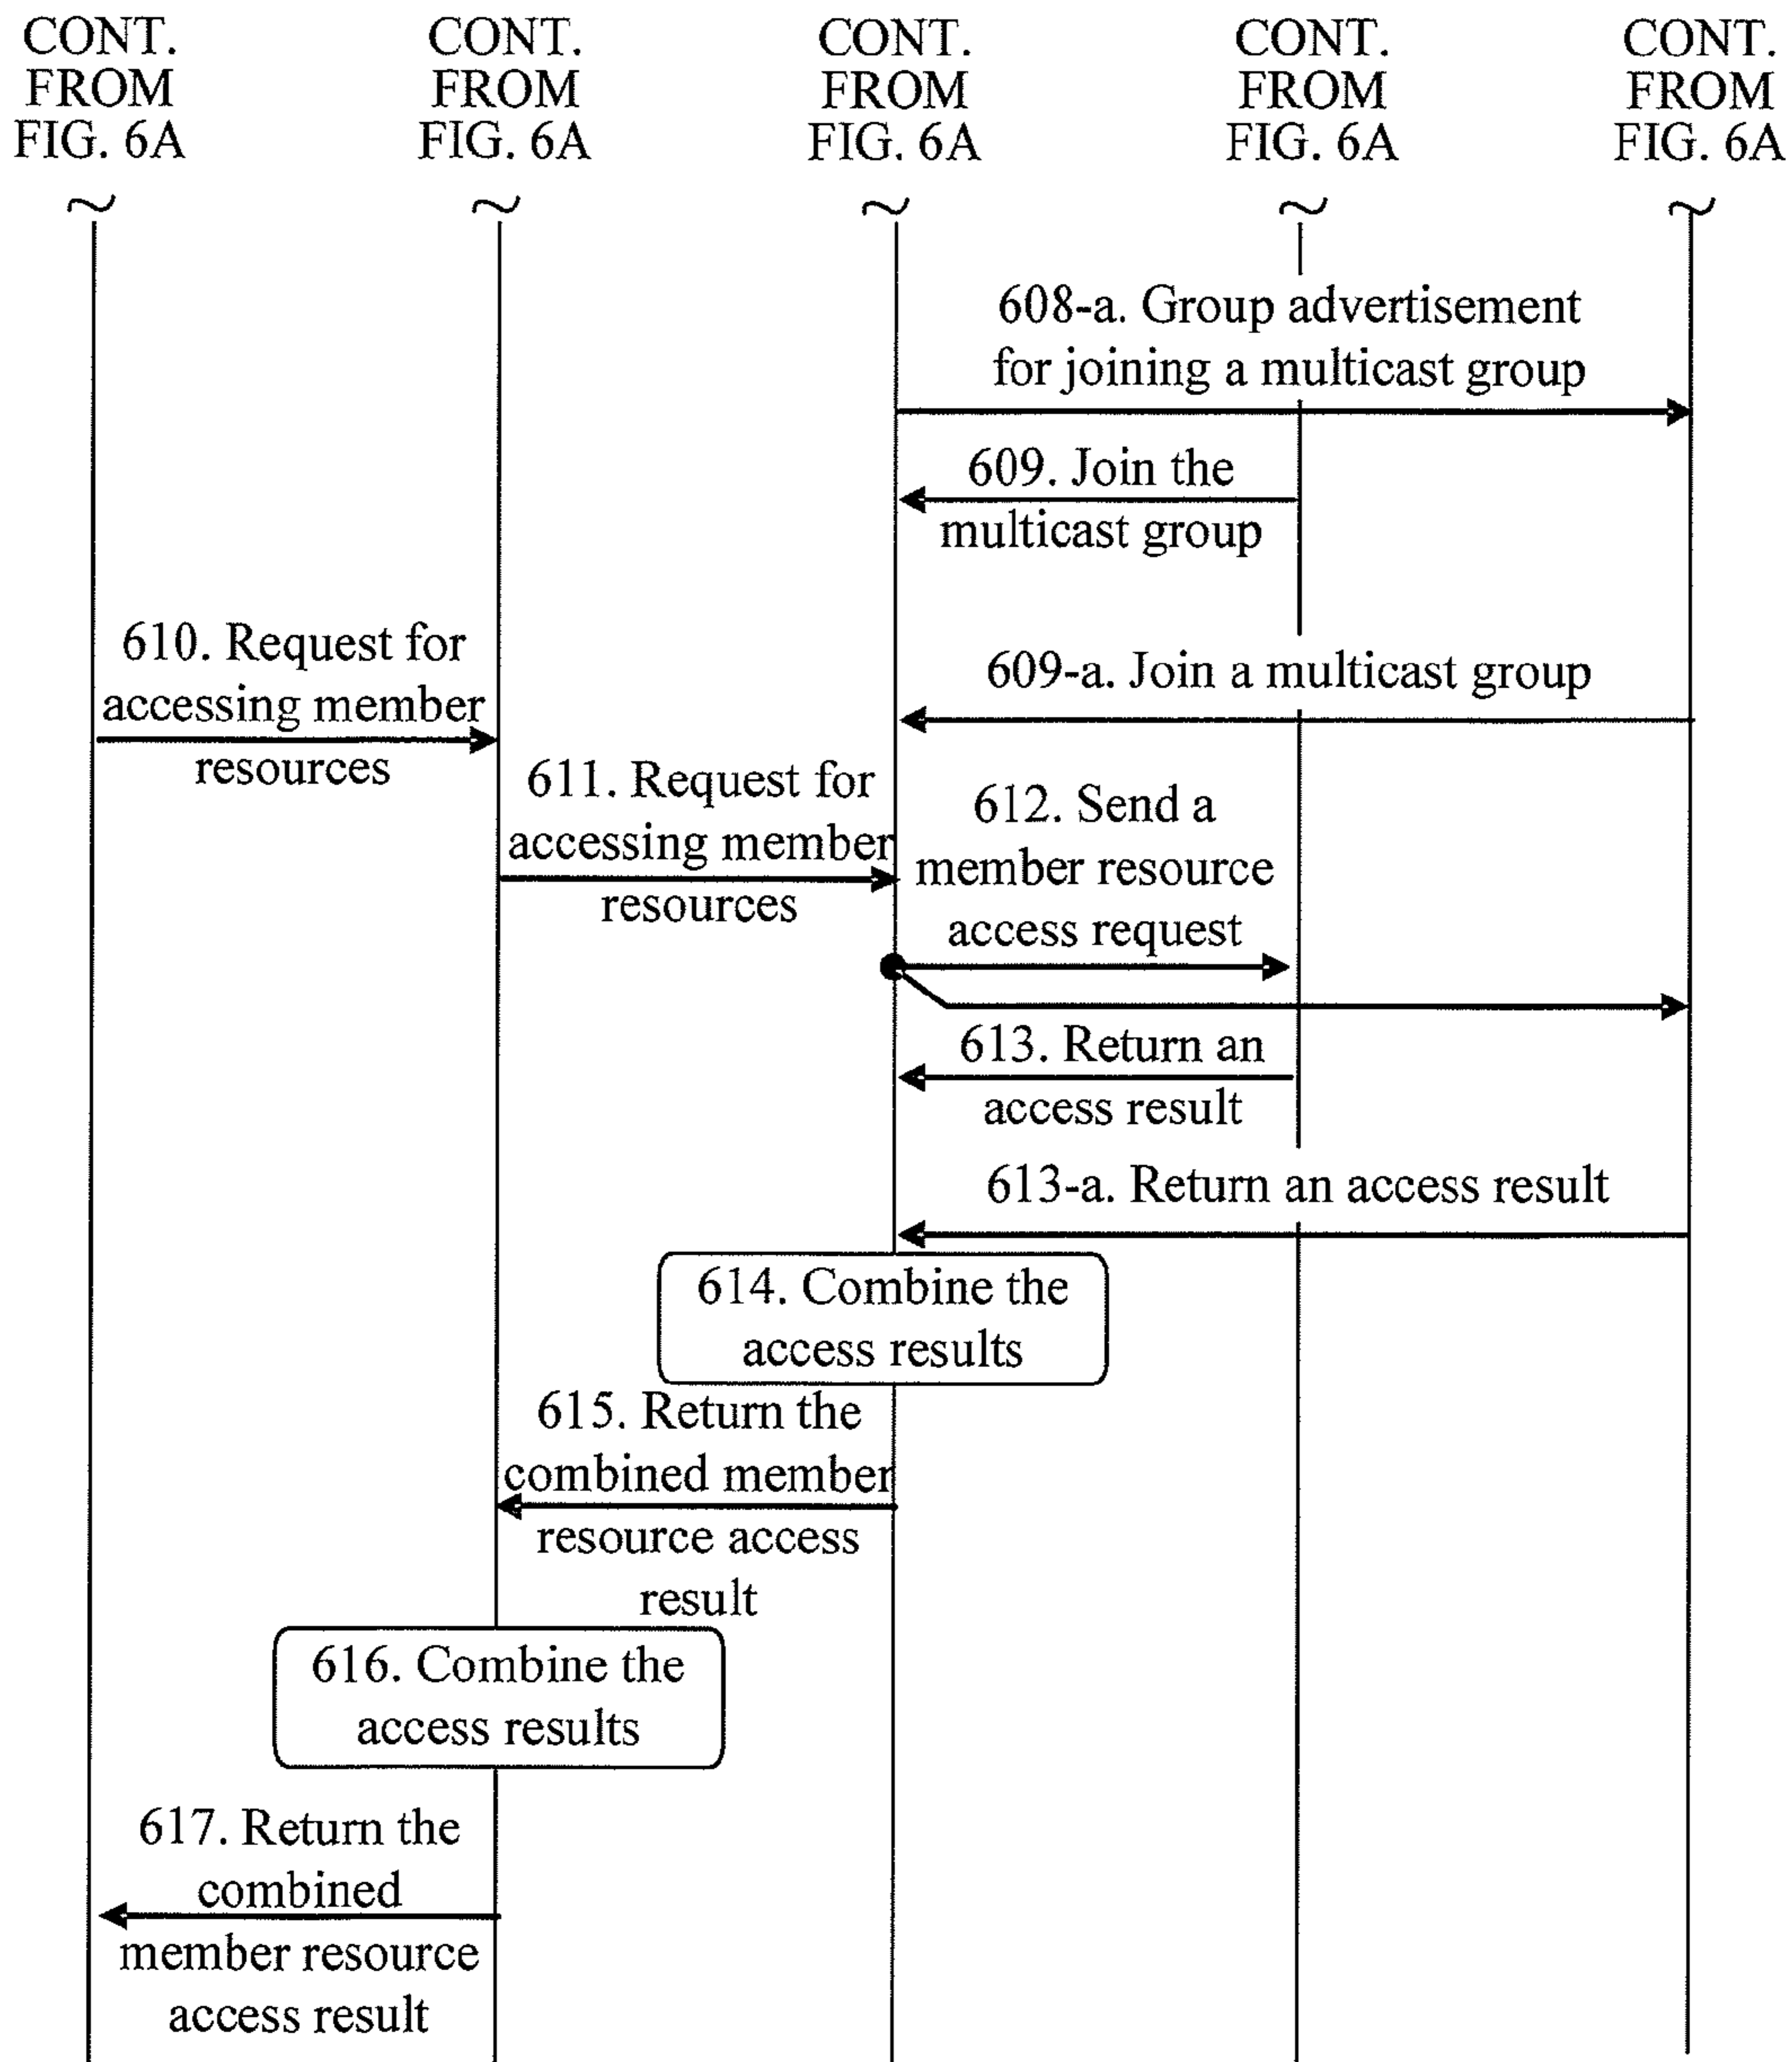 CONT.
FROM
FIG. 6A
CONT.
FROM
FIG. 6A
CONT.
FROM
FIG. 6A
CONT.
FROM
FIG. 6A
CONT.
FROM
FIG. 6A
608-a. Group advertisement
for joining a multicast group
609. Join the
multicast group
609-a. Join a multicast group
610. Request for
accessing member
resources
611. Request for
accessing member
resources
612. Send a
member resource
access request
613. Return an
access result
613-a. Return an access result
614. Combine the
access results
615. Return the
combined member
resource access
result
616. Combine the
access results
617. Return the
combined
member resource
access result